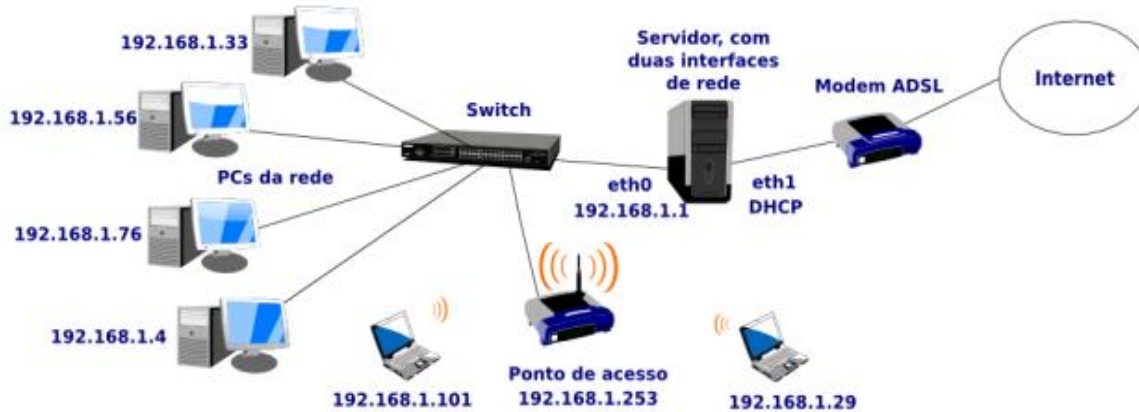 192.168.1.33
192.168.1.56
PCs da rede
192.168.1.76
192.168.1.4
Switch
Servidor, com
duas interfaces
de rede
eth0
192.168.1.1
eth1
DHCP
Modem ADSL
Internet
192.168.1.101
Ponto de acesso
192.168.1.253
192.168.1.29